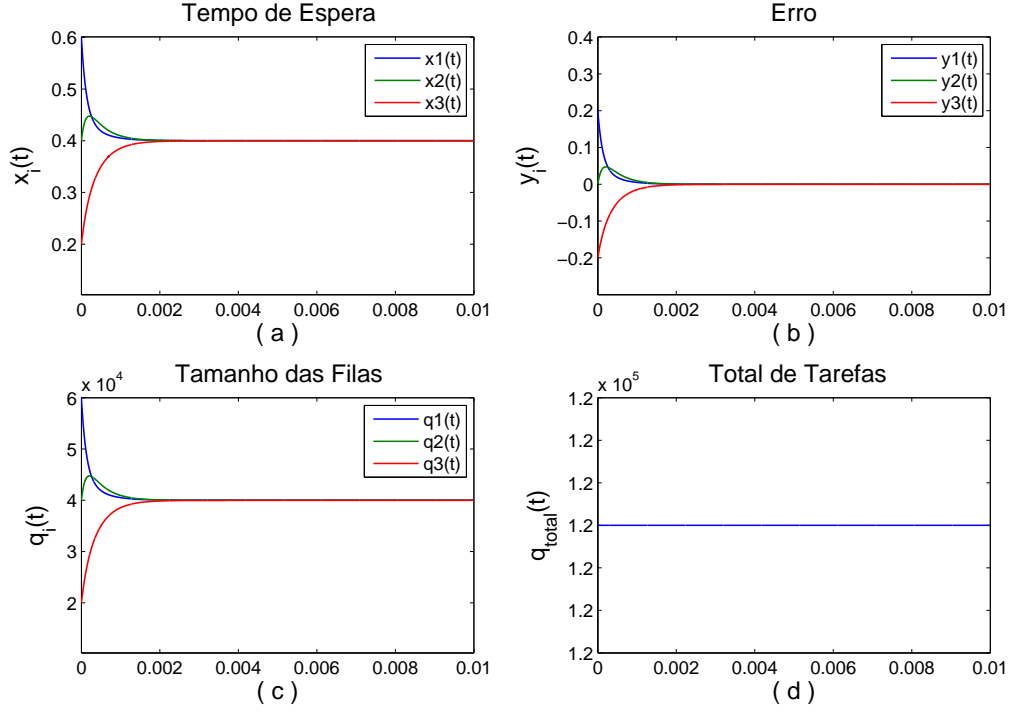 Tempo de Espera
0.6
0.5
0.4
0.3
0.2
x_i(t)
x1(t)
x2(t)
x3(t)
0 0.002 0.004 0.006 0.008 0.01
( a )
Erro
0.4
0.3
0.2
0.1
0
−0.1
−0.2
y_i(t)
y1(t)
y2(t)
y3(t)
0 0.002 0.004 0.006 0.008 0.01
( b )
Tamanho das Filas
x 10^4
6
5
4
3
2
q_i(t)
q1(t)
q2(t)
q3(t)
0 0.002 0.004 0.006 0.008 0.01
( c )
Total de Tarefas
x 10^5
1.2
1.2
1.2
1.2
1.2
1.2
1.2
q_total(t)
0 0.002 0.004 0.006 0.008 0.01
( d )